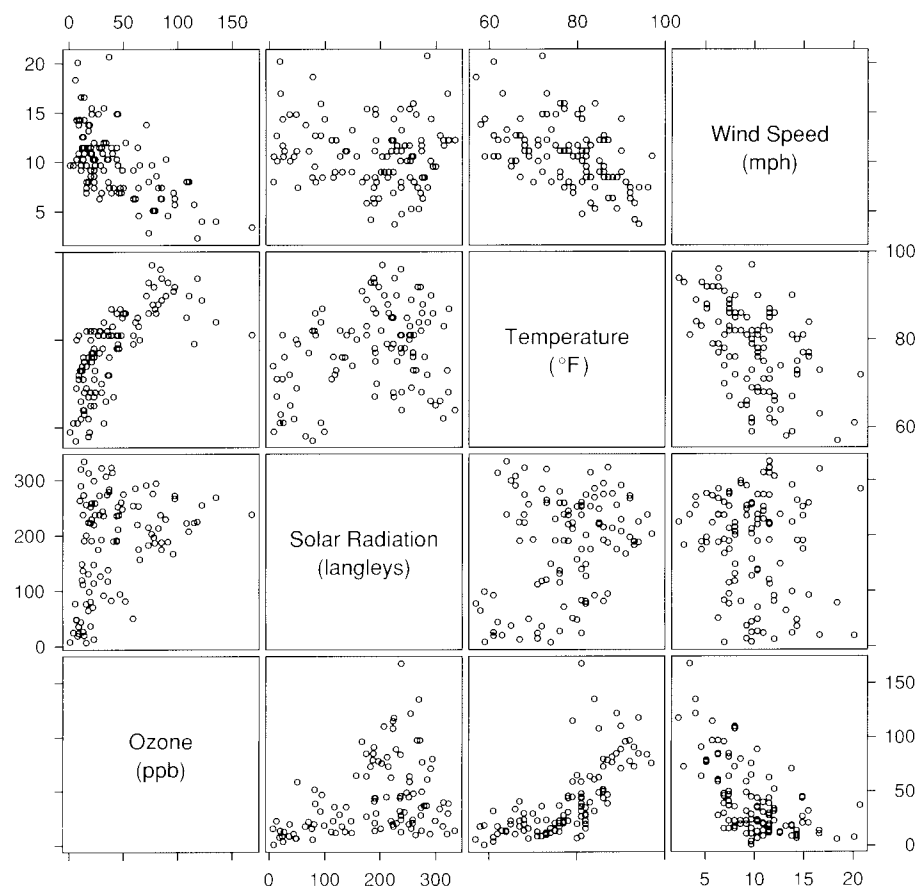 0 50 100 150
60 80 100
20
15
10
5
Wind Speed
(mph)
Temperature
(°F)
100
80
60
300
200
100
0
Solar Radiation
(langleys)
Ozone
(ppb)
150
100
50
0
0 100 200 300
5 10 15 20